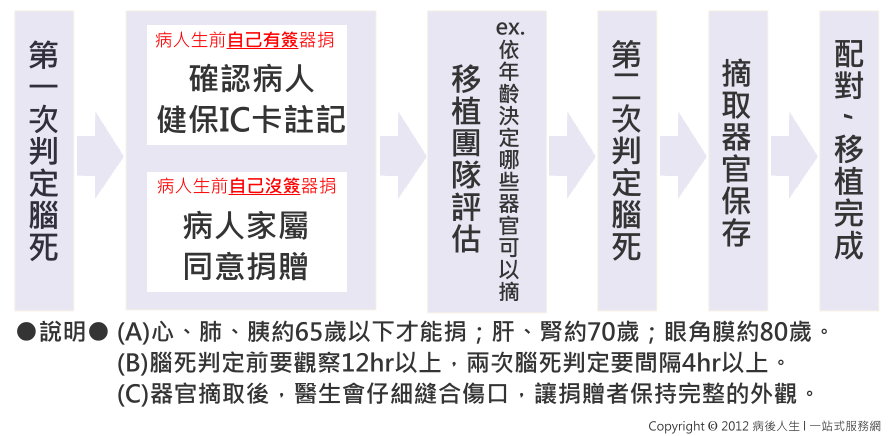 第一次判定腦死
病人生前自己有簽器捐
確認病人
健保IC卡註記
病人生前自己沒簽器捐
病人家屬
同意捐贈
移植團隊評估
ex.依年齡決定哪些器官可以摘
第二次判定腦死
摘取器官保存
配對-移植完成
●說明● (A)心、肺、胰約65歲以下才能捐；肝、腎約70歲；眼角膜約80歲。
(B)腦死判定前要觀察12hr以上，兩次腦死判定要間隔4hr以上。
(C)器官摘取後，醫生會仔細縫合傷口，讓捐贈者保持完整的外觀。
Copyright @ 2012 病後人生 l 一站式服務網